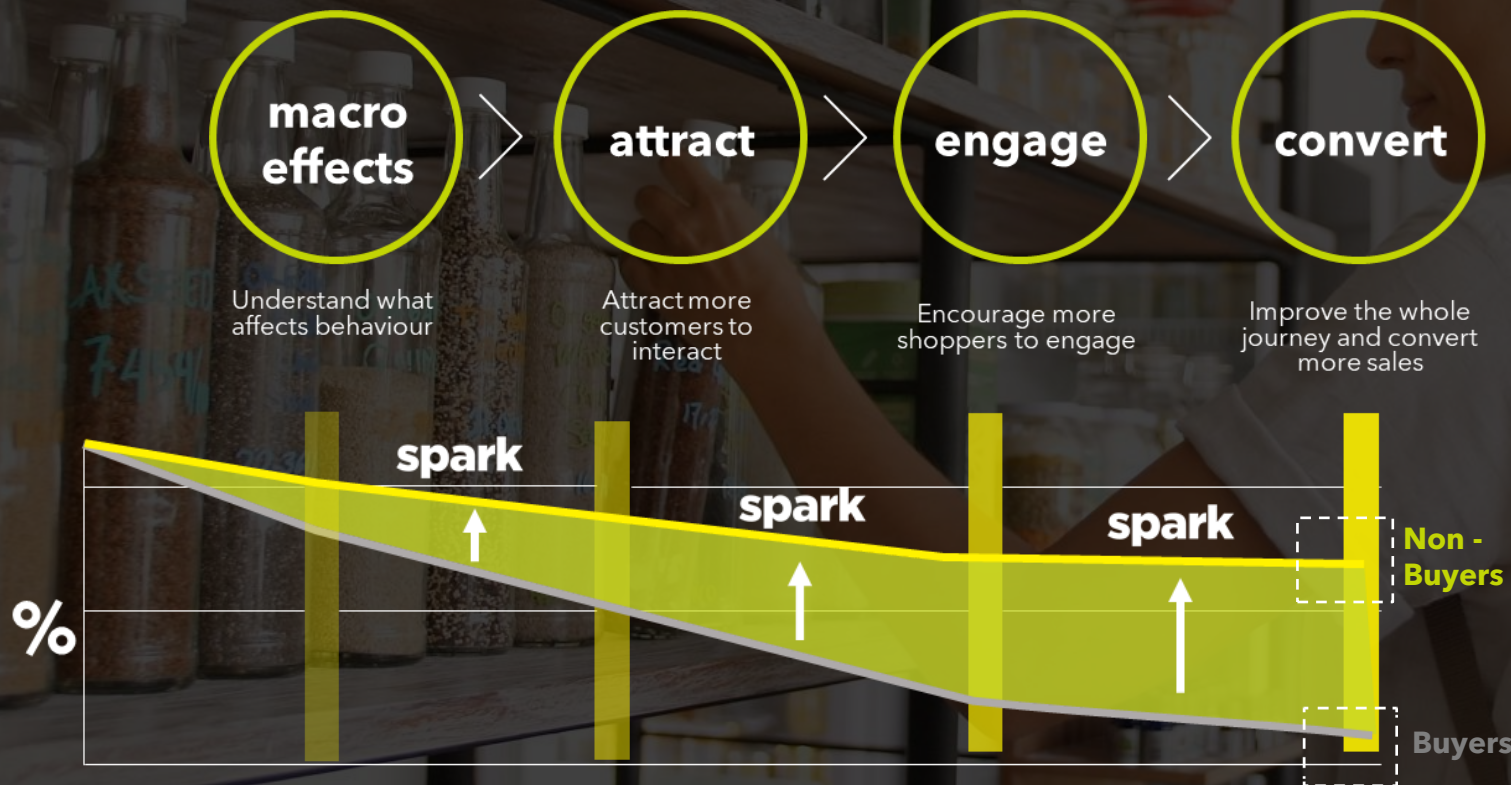 macro
effects
attract
engage
convert
Understand what
affects behaviour
Attract more
customers to
interact
Encourage more
shoppers to engage
Improve the whole
journey and convert
more sales
spark
spark
spark
%
Non -
Buyers
Buyers